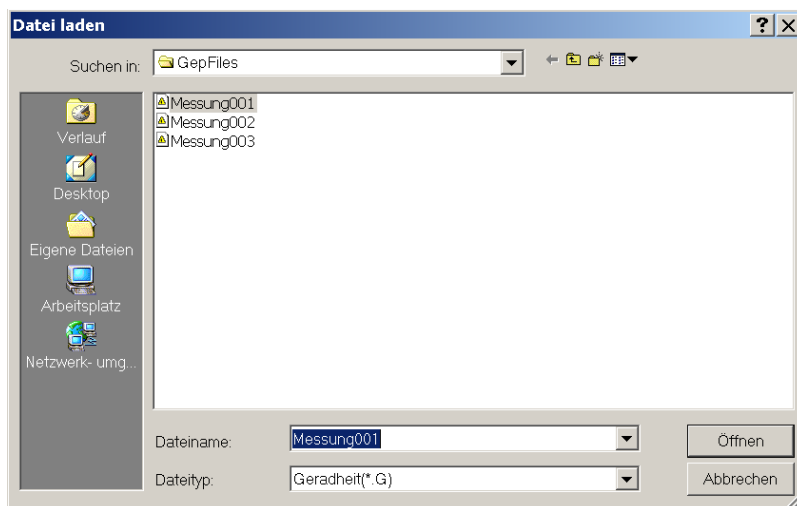 Datei laden
Suchen in:
GepFiles
Verlauf
Desktop
Eigene Dateien
Arbeitsplatz
Netzwerk- umg...
Messung001
Messung002
Messung003
Dateiname:
Messung001
Öffnen
Dateityp:
Geradheit(*.G)
Abbrechen